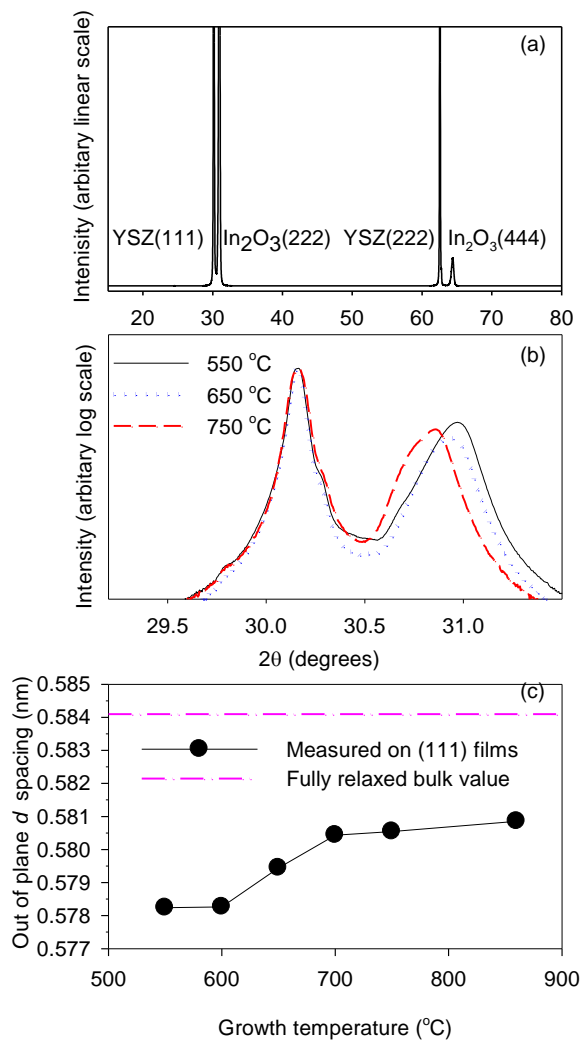 (a)
Intenisity (arbitary linear scale)
YSZ(111) In₂O₃(222) YSZ(222) In₂O₃(444)
20 30 40 50 60 70 80
(b)
Intensity (arbitary log scale)
550 °C
650 °C
750 °C
29.5 30.0 30.5 31.0
2θ (degrees)
(c)
Out of plane d spacing (nm)
0.585
0.584
0.583
0.582
0.581
0.580
0.579
0.578
0.577
Measured on (111) films
Fully relaxed bulk value
500 600 700 800 900
Growth temperature (°C)